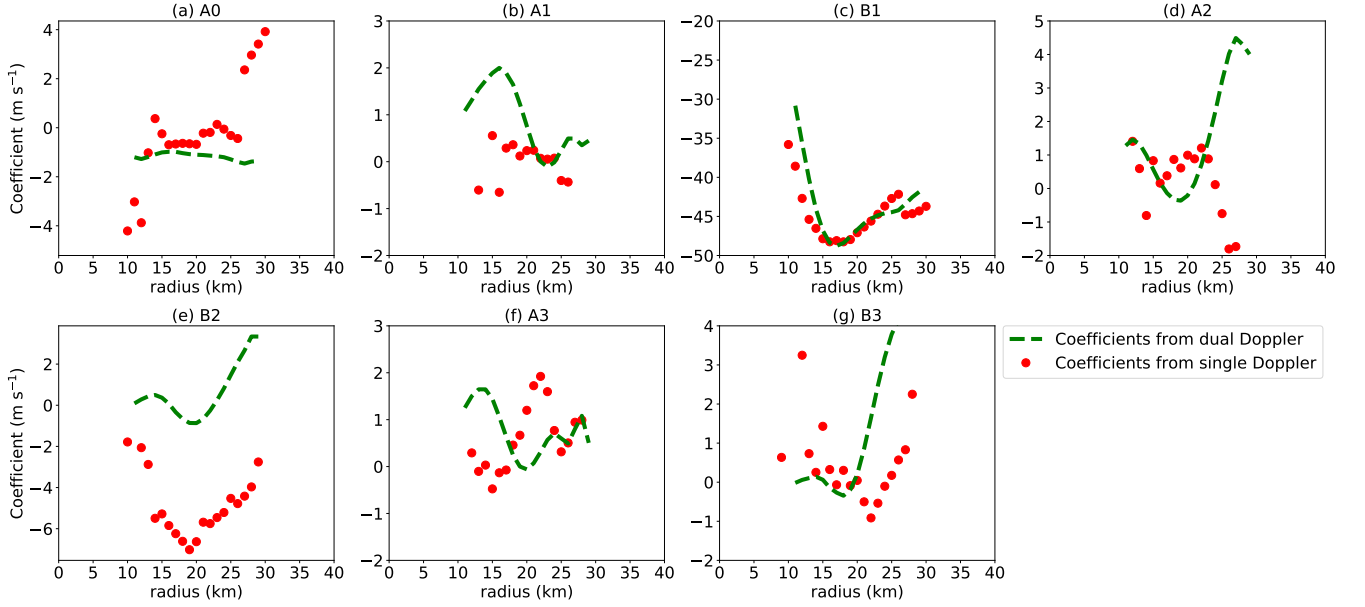 (a) A0
(b) A1
(c) B1
(d) A2
Coefficient (m s⁻¹)
4
2
0
−2
−4
0 5 10 15 20 25 30 35 40
radius (km)
3
2
1
0
−1
−2
0 5 10 15 20 25 30 35 40
radius (km)
−20
−25
−30
−35
−40
−45
−50
0 5 10 15 20 25 30 35 40
radius (km)
5
4
3
2
1
0
−1
−2
0 5 10 15 20 25 30 35 40
radius (km)
(e) B2
(f) A3
(g) B3
Coefficient (m s⁻¹)
2
0
−2
−4
−6
0 5 10 15 20 25 30 35 40
radius (km)
3
2
1
0
−1
−2
0 5 10 15 20 25 30 35 40
radius (km)
4
3
2
1
0
−1
−2
0 5 10 15 20 25 30 35 40
radius (km)
Coefficients from dual Doppler
Coefficients from single Doppler